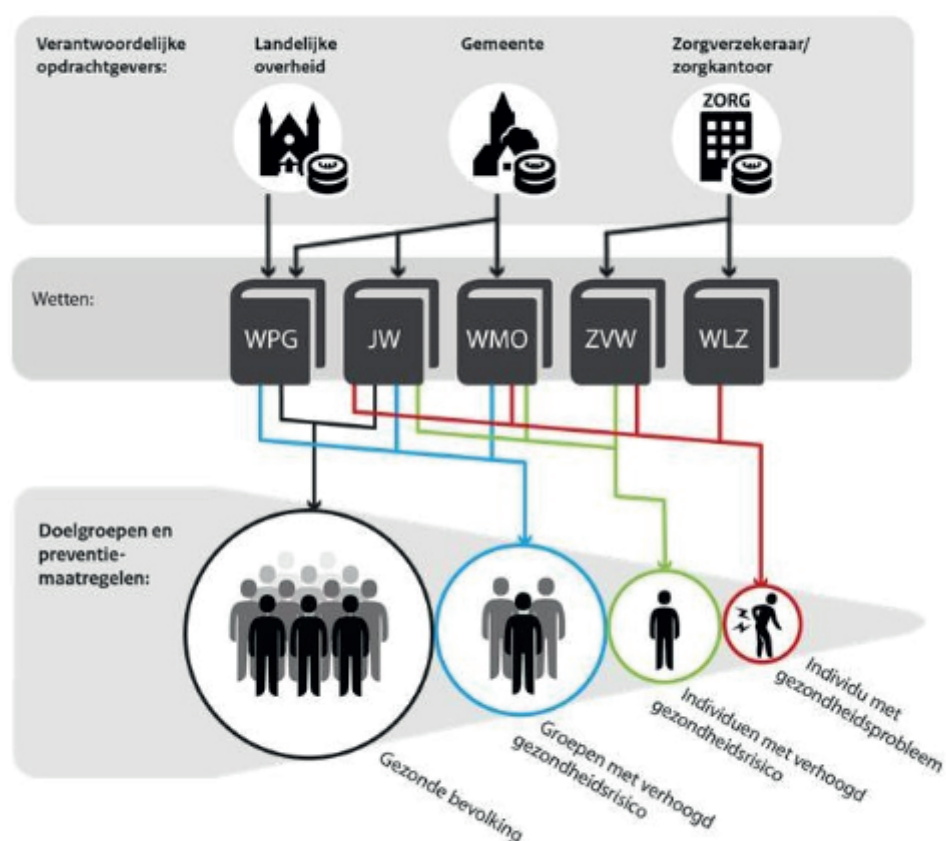 Verantwoordelijke
opdrachtgevers:
Landelijke
overheid
Gemeente
Zorgverzekeraar/
zorgkantoor
ZORG
Wetten:
WPG
JW
WMO
ZVW
WLZ
Doelgroepen en
preventie-
maatregelen:
Gezonde bevolking
Groepen met verhoogd
gezondheidsrisico
Individuen met verhoogd
gezondheidsrisico
Individu met
gezondheidsprobleem